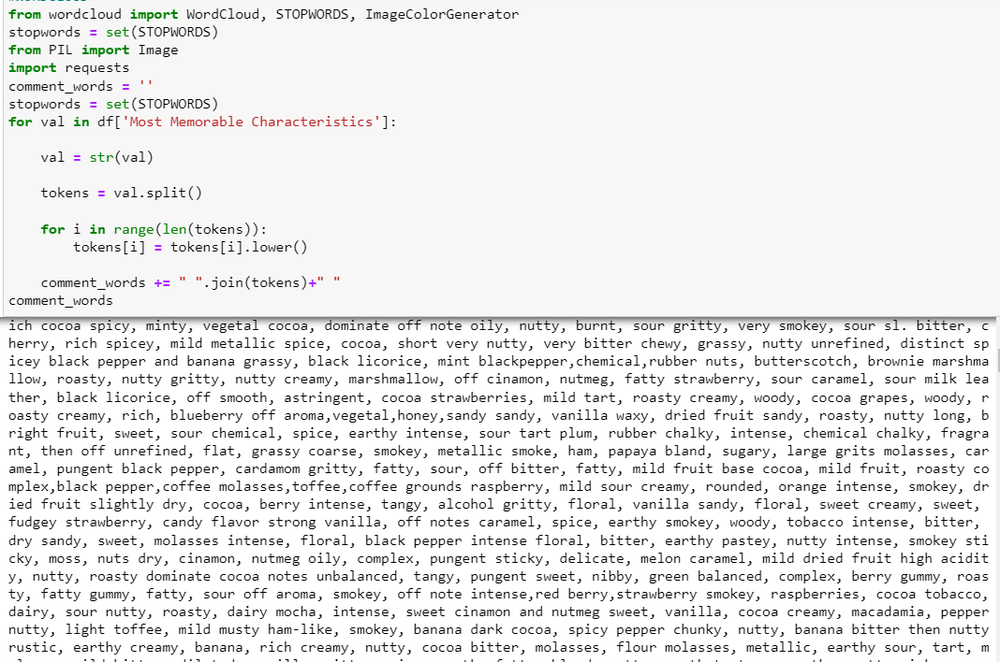 from wordcloud import WordCloud, STOPWORDS, ImageColorGenerator
stopwords = set(STOPWORDS)
from PIL import Image
import requests
comment_words = ''
stopwords = set(STOPWORDS)
for val in df['Most Memorable Characteristics']:
    val = str(val)
    tokens = val.split()
    for i in range(len(tokens)):
        tokens[i] = tokens[i].lower()
    comment_words += " ".join(tokens)+" "
comment_words
ich cocoa spicy, minty, vegetal cocoa, dominate off note oily, nutty, burnt, sour gritty, very smokey, sour sl. bitter, c
herry, rich spicey, mild metallic spice, cocoa, short very nutty, very bitter chewy, grassy, nutty unrefined, distinct sp
icey black pepper and banana grassy, black licorice, mint blackpepper,chemical,rubber nuts, butterscotch, brownie marshma
llow, roasty, nutty gritty, nutty creamy, marshmallow, off cinamon, nutmeg, fatty strawberry, sour caramel, sour milk lea
ther, black licorice, off smooth, astringent, cocoa strawberries, mild tart, roasty creamy, woody, cocoa grapes, woody, r
oasty creamy, rich, blueberry off aroma,vegetal,honey,sandy sandy, vanilla waxy, dried fruit sandy, roasty, nutty long, b
right fruit, sweet, sour chemical, spice, earthy intense, sour tart plum, rubber chalky, intense, chemical chalky, fragra
nt, then off unrefined, flat, grassy coarse, smokey, metallic smoke, ham, papaya bland, sugary, large grits molasses, car
amel, pungent black pepper, cardamom gritty, fatty, sour, off bitter, fatty, mild fruit base cocoa, mild fruit, roasty co
mplex,black pepper,coffee molasses,toffee,coffee grounds raspberry, mild sour creamy, rounded, orange intense, smokey, dr
ied fruit slightly dry, cocoa, berry intense, tangy, alcohol gritty, floral, vanilla sandy, floral, sweet creamy, sweet,
fudgey strawberry, candy flavor strong vanilla, off notes caramel, spice, earthy smokey, woody, tobacco intense, bitter,
dry sandy, sweet, molasses intense, floral, black pepper intense floral, bitter, earthy pastey, nutty intense, smokey sti
cky, moss, nuts dry, cinamon, nutmeg oily, complex, pungent sticky, delicate, melon caramel, mild dried fruit high acidit
y, nutty, roasty dominate cocoa notes unbalanced, tangy, pungent sweet, nibby, green balanced, complex, berry gummy, roas
ty, fatty gummy, fatty, sour off aroma, smokey, off note intense,red berry,strawberry smokey, raspberries, cocoa tobacco,
dairy, sour nutty, roasty, dairy mocha, intense, sweet cinamon and nutmeg sweet, vanilla, cocoa creamy, macadamia, pepper
nutty, light toffee, mild musty ham-like, smokey, banana dark cocoa, spicy pepper chunky, nutty, banana bitter then nutty
rustic, earthy creamy, banana, rich creamy, nutty, cocoa bitter, molasses, flour molasses, metallic, earthy sour, tart, m